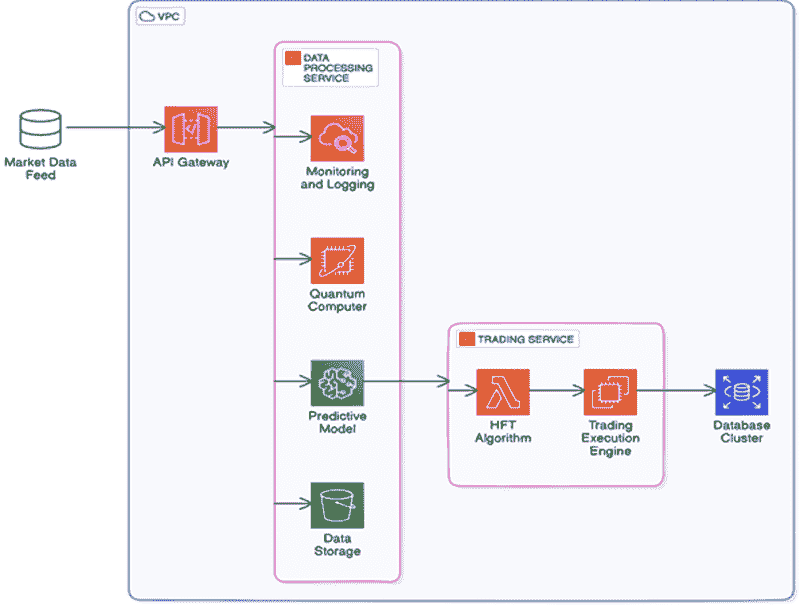 VPC
DATA
PROCESSING
SERVICE
Market Data
Feed
API Gateway
Monitoring
and Logging
Quantum
Computer
Predictive
Model
TRADING SERVICE
HFT
Algorithm
Trading
Execution
Engine
Database
Cluster
Data
Storage